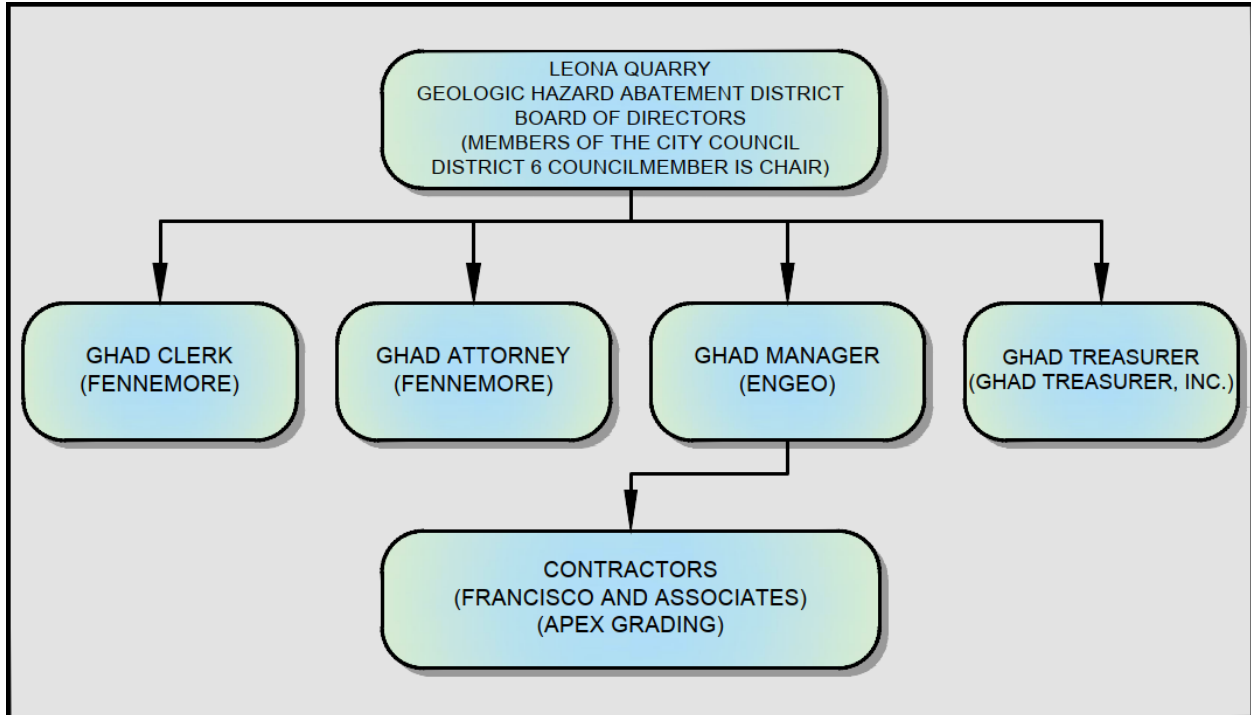 LEONA QUARRY
GEOLOGIC HAZARD ABATEMENT DISTRICT
BOARD OF DIRECTORS
(MEMBERS OF THE CITY COUNCIL
DISTRICT 6 COUNCILMEMBER IS CHAIR)
GHAD CLERK
(FENNEMORE)
GHAD ATTORNEY
(FENNEMORE)
GHAD MANAGER
(ENGEO)
GHAD TREASURER
(GHAD TREASURER, INC.)
CONTRACTORS
(FRANCISCO AND ASSOCIATES)
(APEX GRADING)